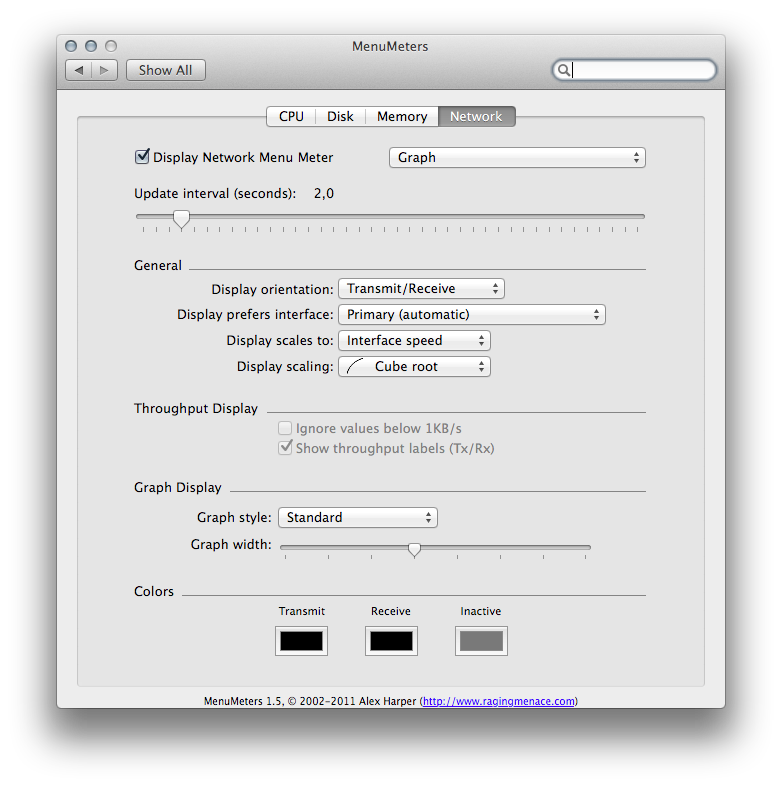 MenuMeters
Show All
CPU Disk Memory Network
Display Network Menu Meter Graph
Update interval (seconds): 2,0
General
Display orientation: Transmit/Receive
Display prefers interface: Primary (automatic)
Display scales to: Interface speed
Display scaling: Cube root
Throughput Display
Ignore values below 1KB/s
Show throughput labels (Tx/Rx)
Graph Display
Graph style: Standard
Graph width:
Colors
Transmit Receive Inactive
MenuMeters 1.5, © 2002-2011 Alex Harper (http://www.ragingmenace.com)